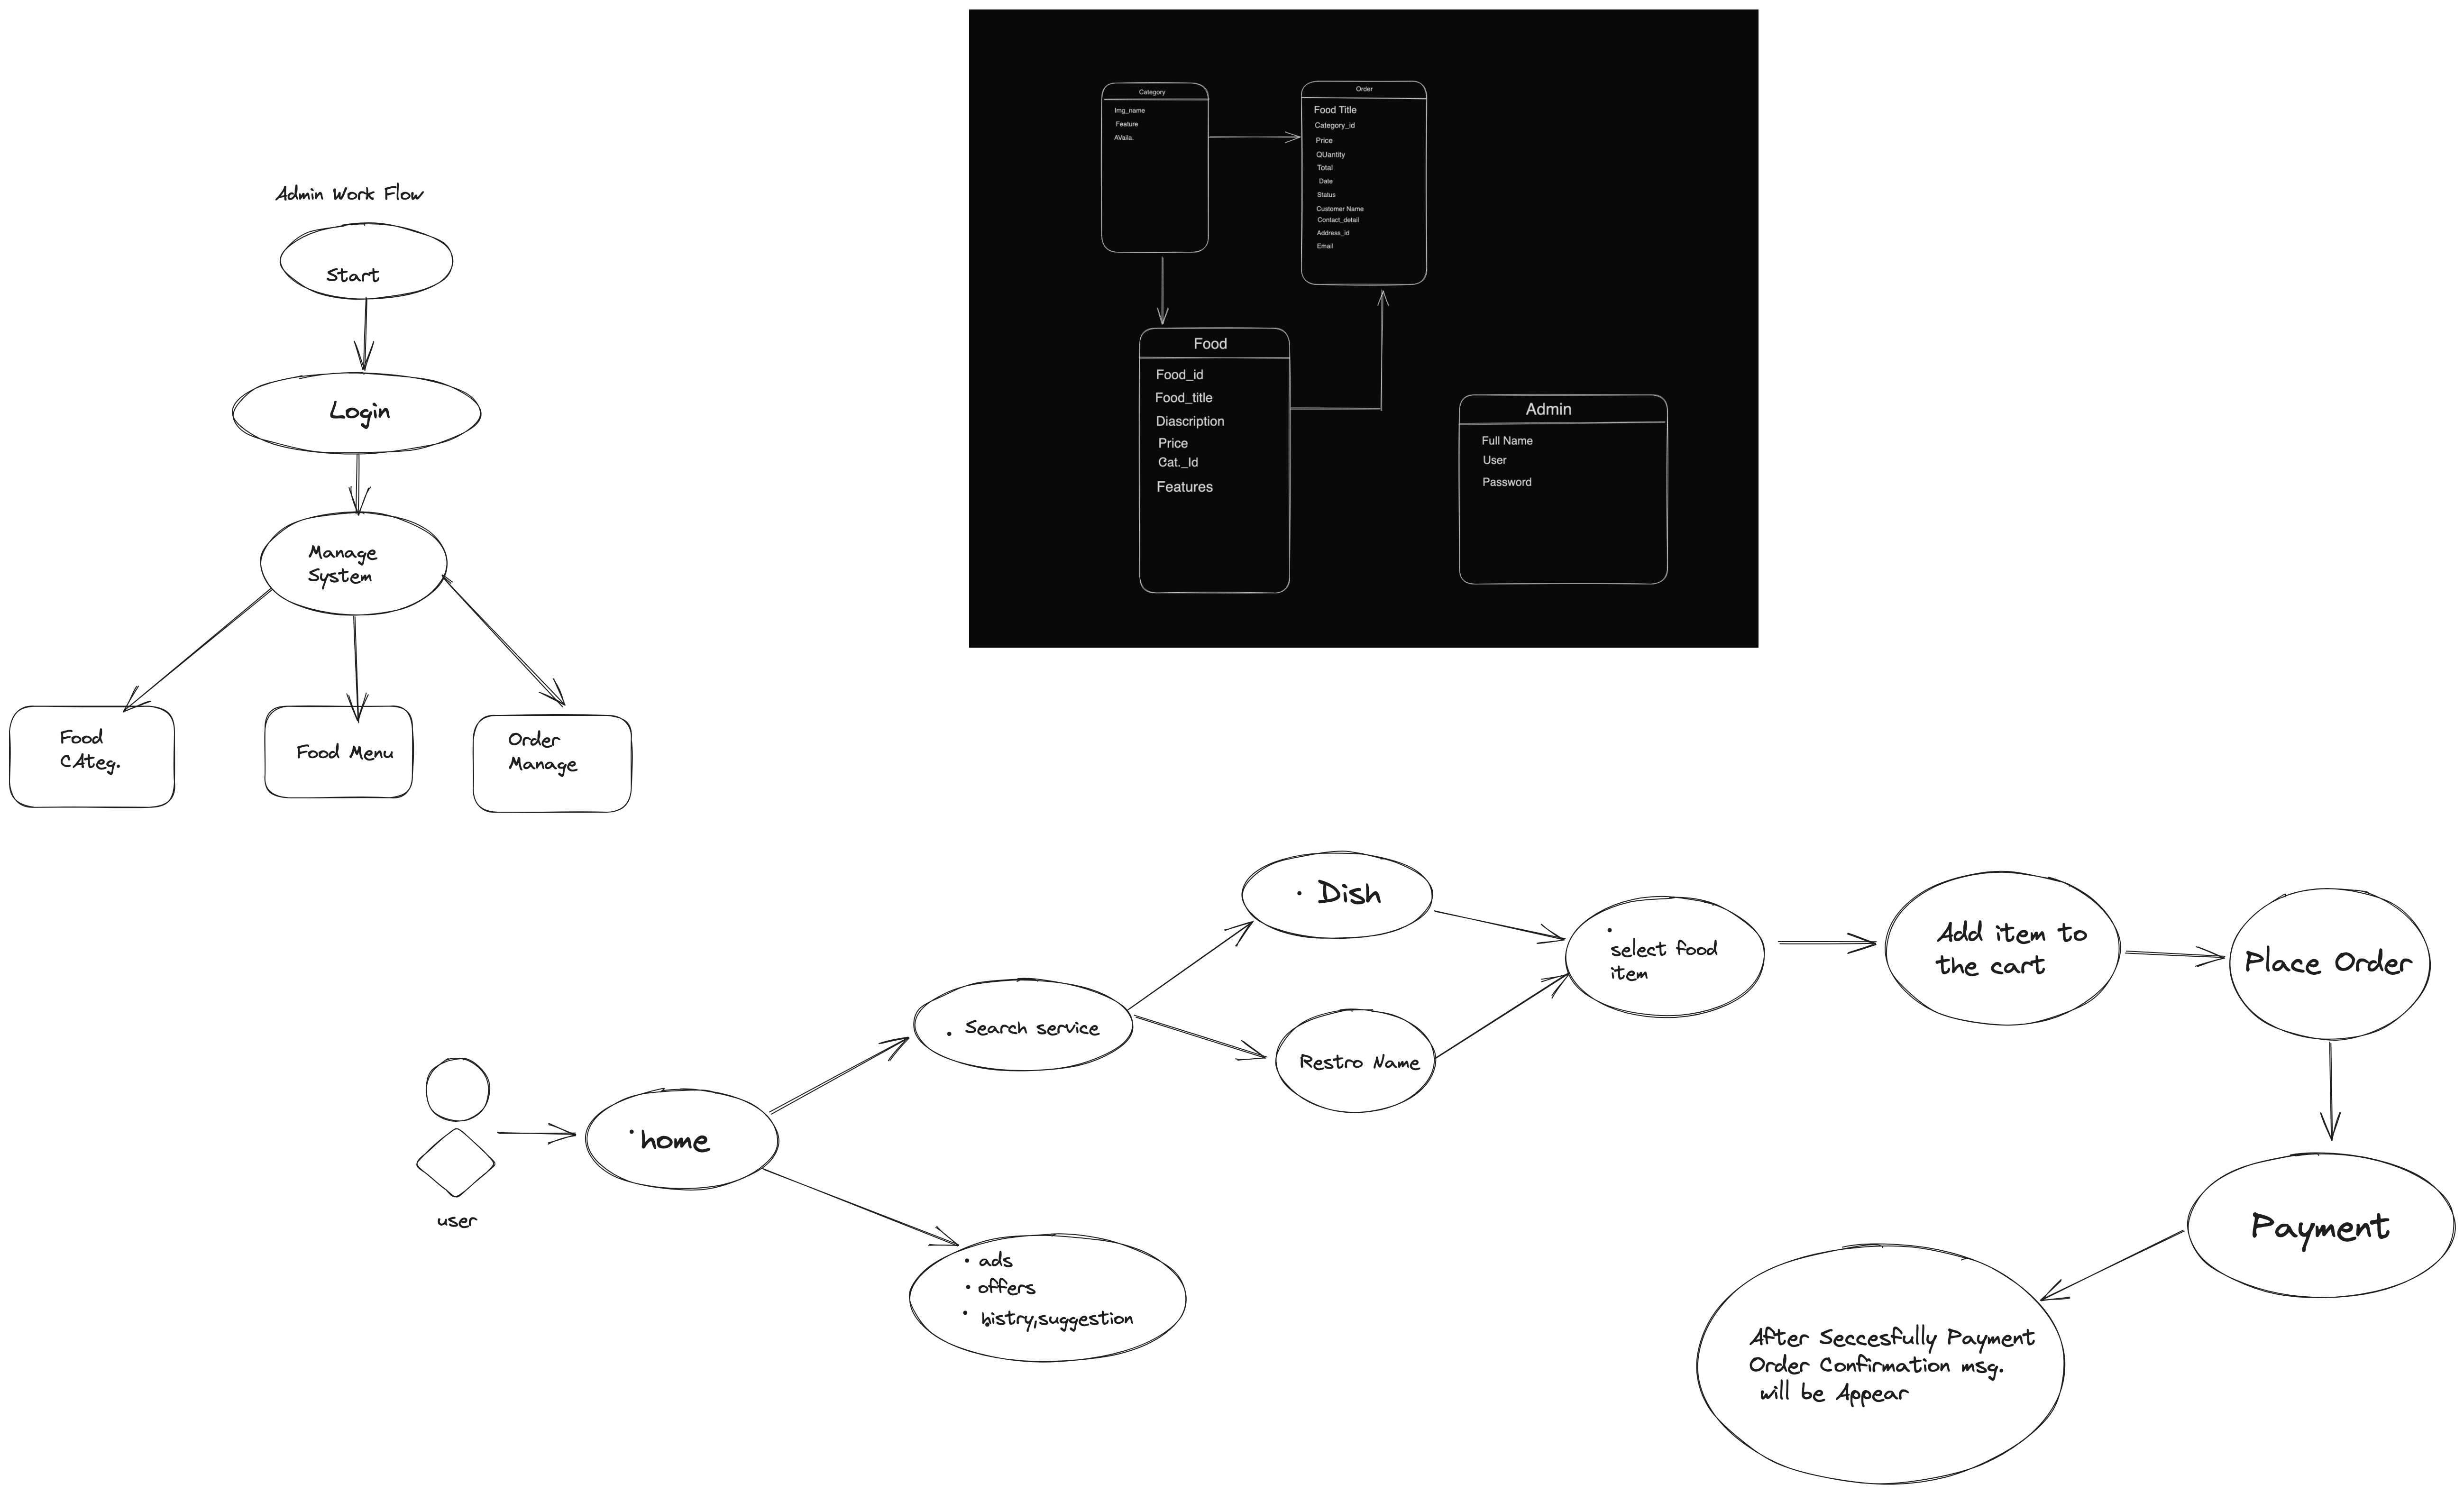 Admin Work Flow
Start
Login
Manage
System
Food
CAteg.
Food Menu
Order
Manage
Category
Img_name
Feature
AVaila.
Order
Food Title
Category_id
Price
QUantity
Total
Date
Status
Customer Name
Contact_detail
Address_id
Email
Food
Food_id
Food_title
Diascription
Price
Cat._Id
Features
Admin
Full Name
User
Password
user
• home
• Search service
• ads
• offers
• histry,suggestion
• Dish
Restro Name
•
select food
item
Add item to
the cart
Place Order
Payment
After Seccesfully Payment
Order Confirmation msg.
will be Appear